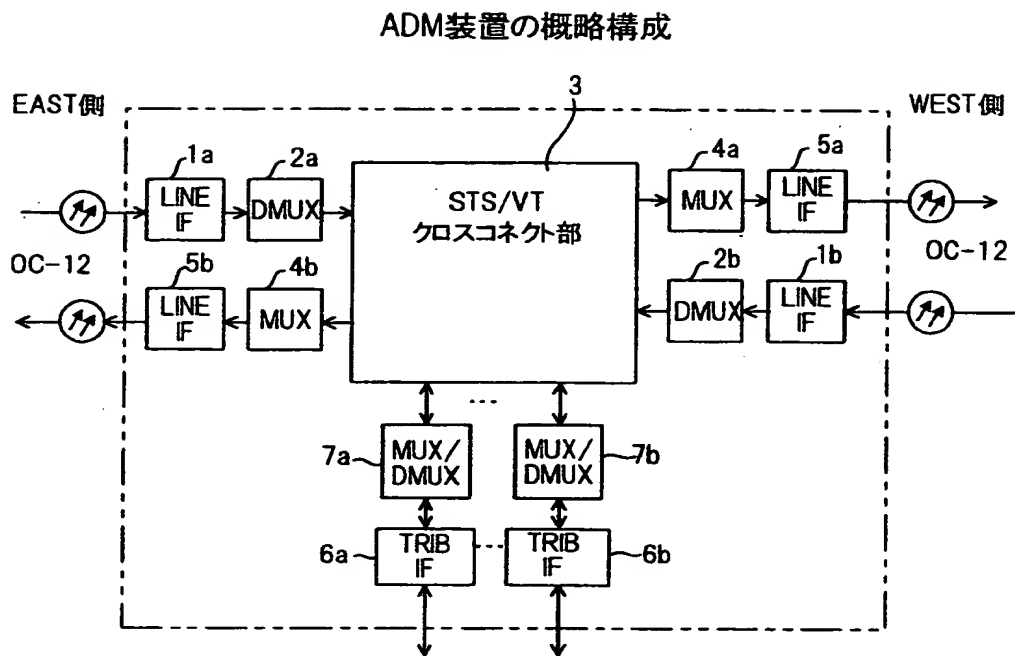 ADM装置の概略構成
EAST側
WEST側
3
1a
2a
4a
5a
LINE
IF
DMUX
STS/VT
クロスコネクト部
MUX
LINE
IF
OC-12
OC-12
5b
4b
2b
1b
LINE
IF
MUX
DMUX
LINE
IF
...
7a
MUX/
DMUX
MUX/
DMUX
7b
6a
TRIB
IF
...
TRIB
IF
6b